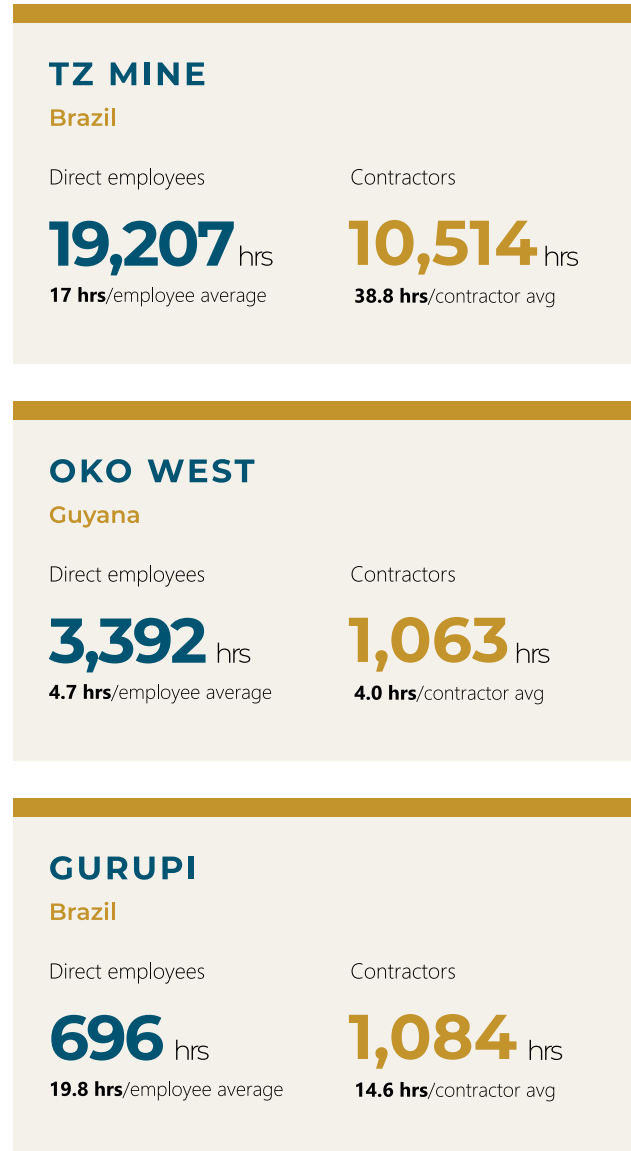 TZ MINE
Brazil
Direct employees Contractors
19,207 hrs 10,514 hrs
17 hrs/employee average 38.8 hrs/contractor avg
OKO WEST
Guyana
Direct employees Contractors
3,392 hrs 1,063 hrs
4.7 hrs/employee average 4.0 hrs/contractor avg
GURUPI
Brazil
Direct employees Contractors
696 hrs 1,084 hrs
19.8 hrs/employee average 14.6 hrs/contractor avg